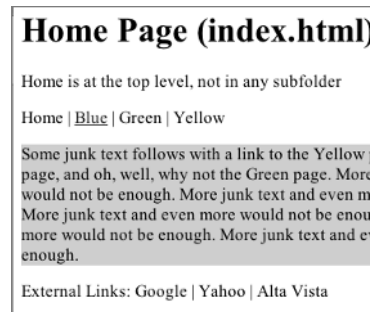 Home Page (index.html)
Home is at the top level, not in any subfolder
Home | Blue | Green | Yellow
Some junk text follows with a link to the Yellow
page, and oh, well, why not the Green page. More
would not be enough. More junk text and even m
More junk text and even more would not be enou
more would not be enough. More junk text and e
enough.
External Links: Google | Yahoo | Alta Vista